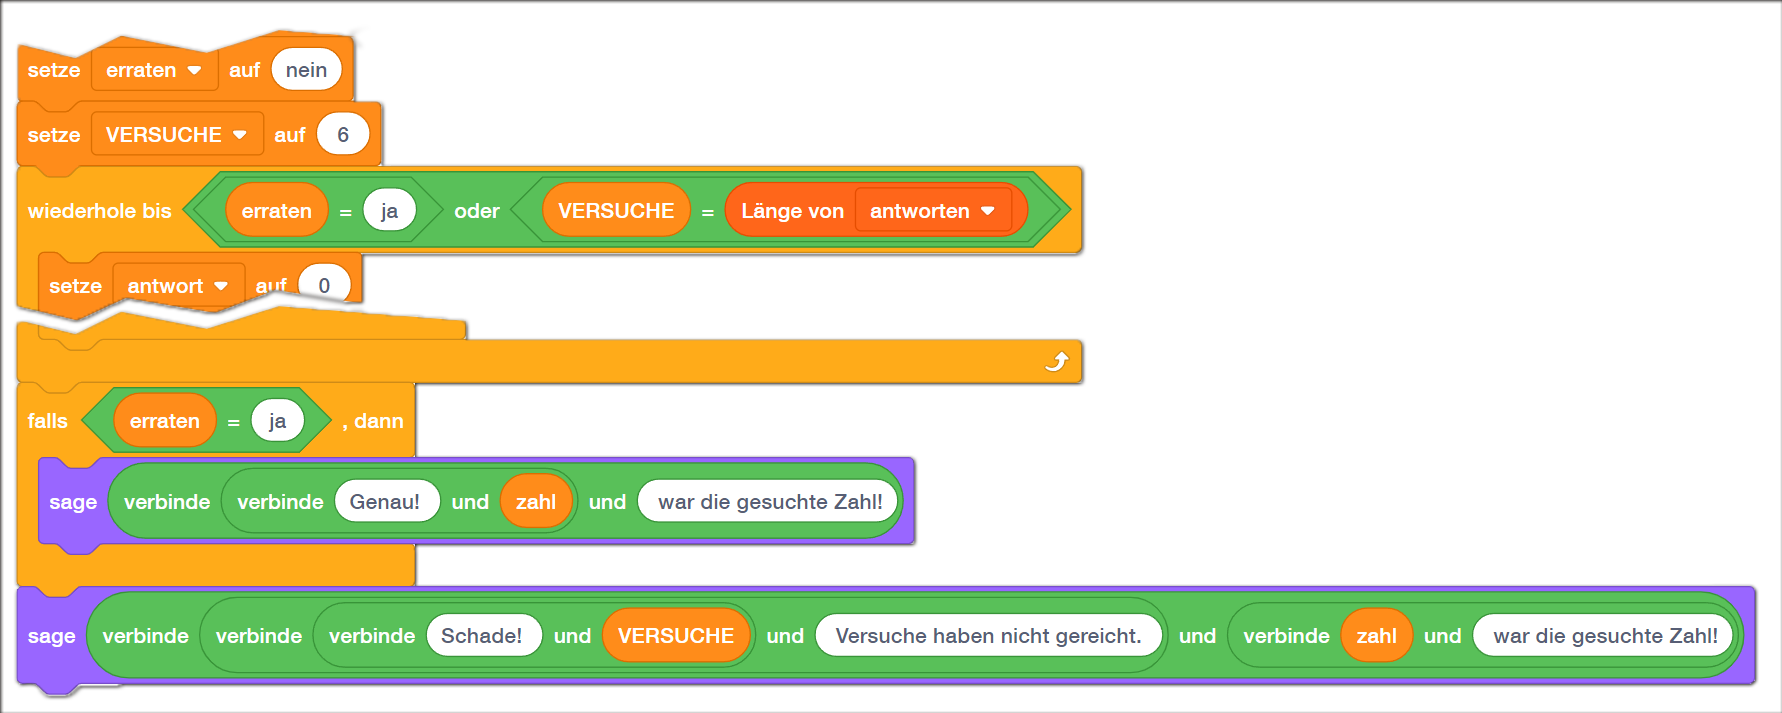 setze erraten auf nein
setze VERSUCHE auf 6
wiederhole bis erraten = ja oder VERSUCHE = Länge von antworten
setze antwort auf 0
falls erraten = ja , dann
sage verbinde verbinde Genau! und zahl und war die gesuchte Zahl!
sage verbinde verbinde verbinde Schade! und VERSUCHE und Versuche haben nicht gereicht. und verbinde zahl und war die gesuchte Zahl!